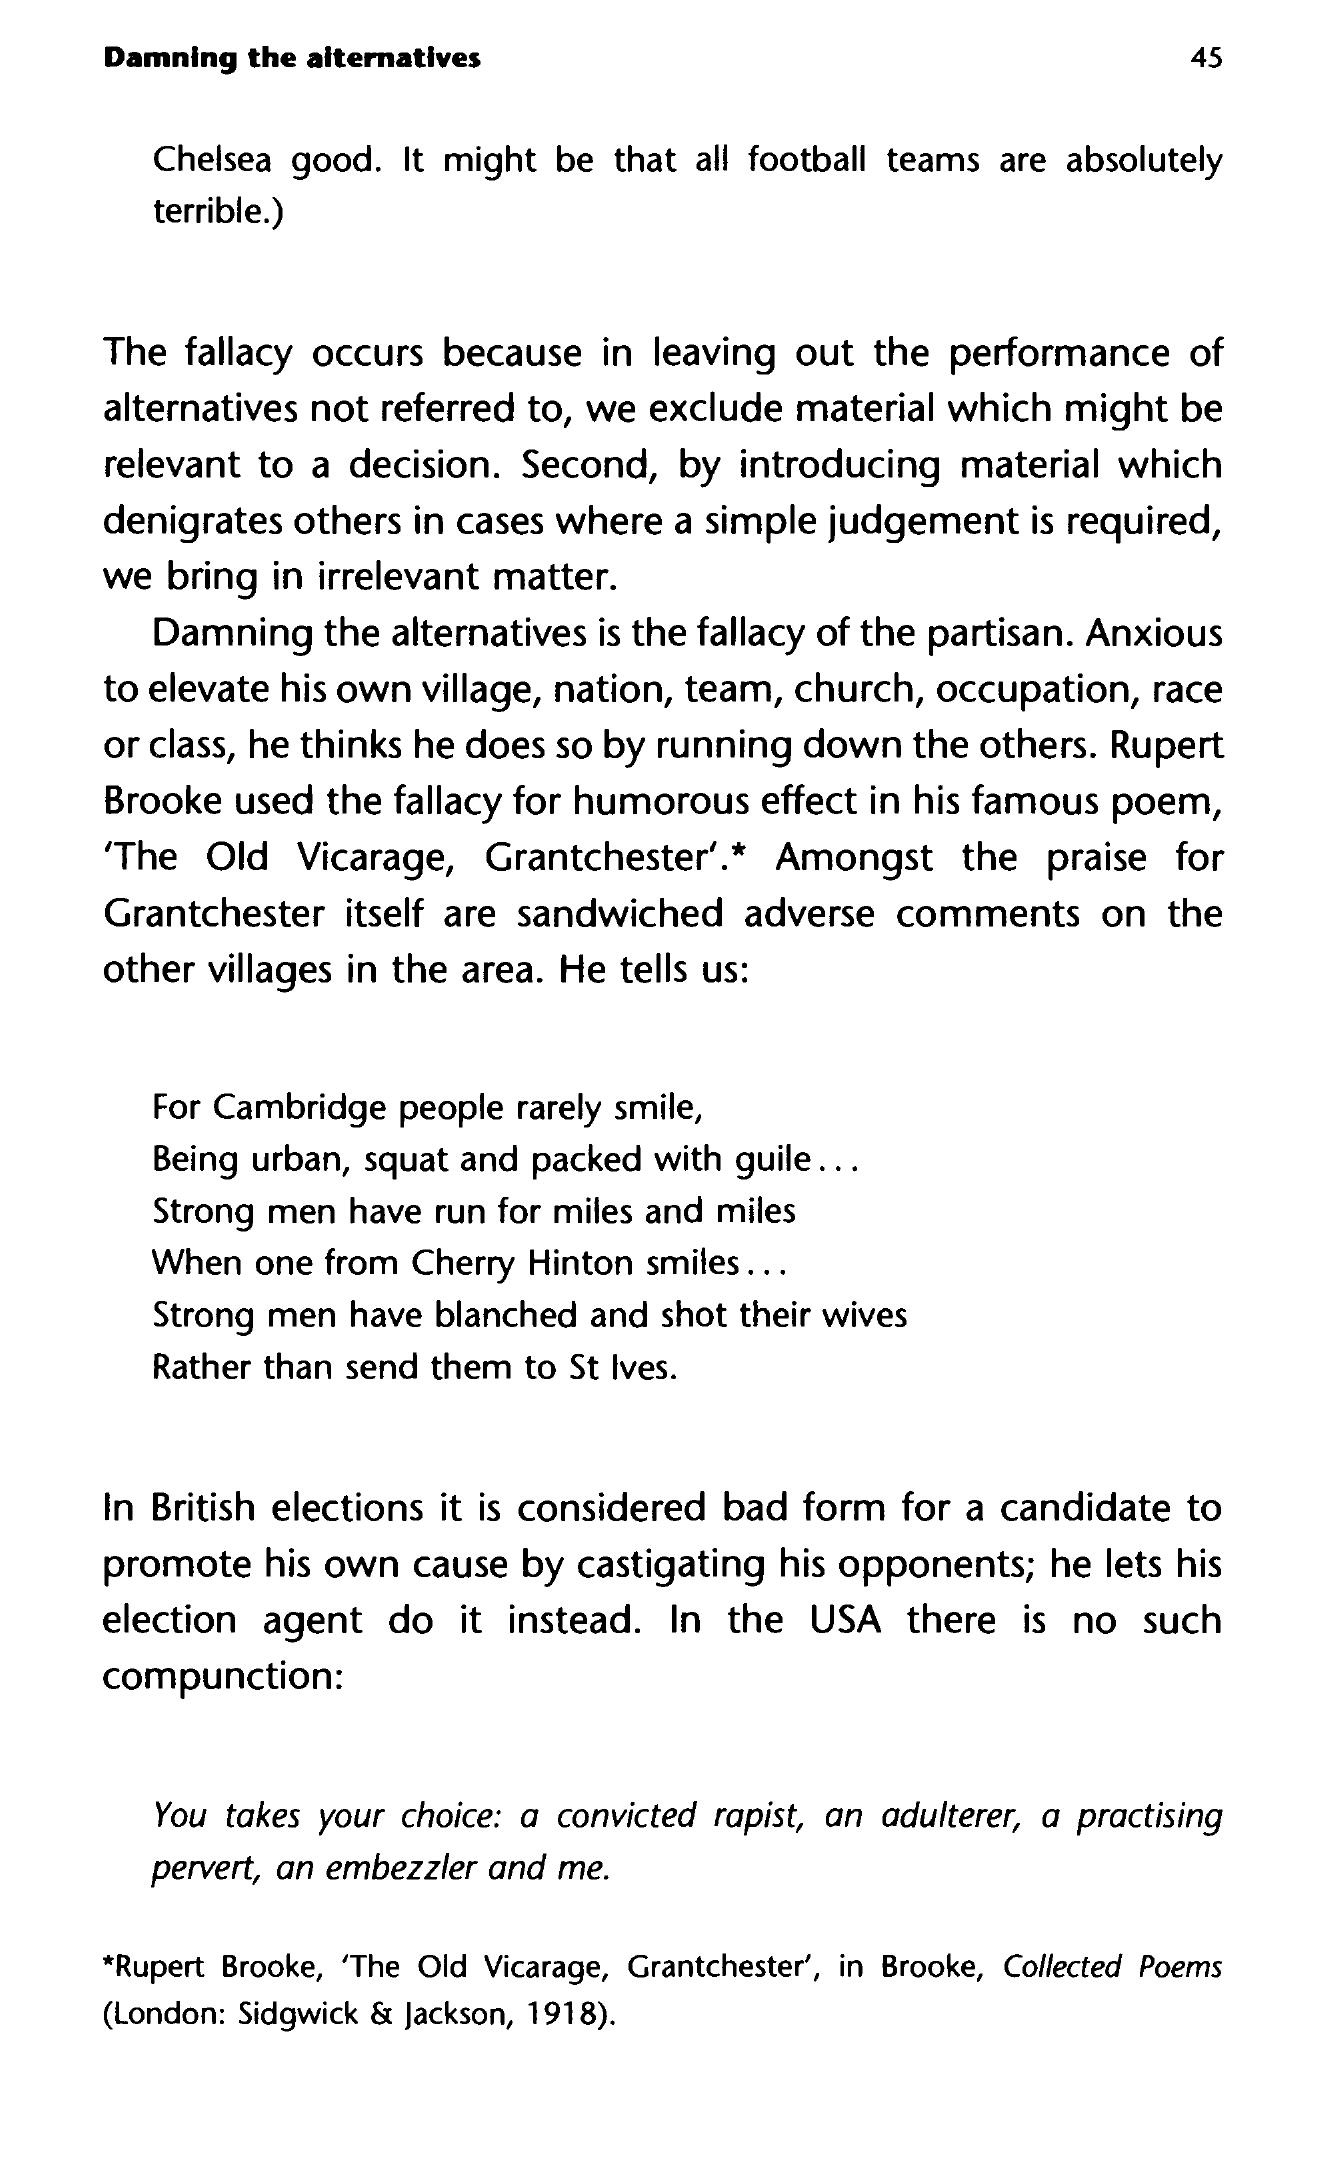 Damning the alternatives 45
Chelsea good. It might be that all football teams are absolutely
terrible.)
The fallacy occurs because in leaving out the performance of
alternatives not referred to, we exclude material which might be
relevant to a decision. Second, by introducing material which
denigrates others in cases where a simple judgement is required,
we bring in irrelevant matter.
Damning the alternatives is the fallacy of the partisan. Anxious
to elevate his own village, nation, team, church, occupation, race
or class, he thinks he does so by running down the others. Rupert
Brooke used the fallacy for humorous effect in his famous poem,
'The Old Vicarage, Grantchester'.* Amongst the praise for
Grantchester itself are sandwiched adverse comments on the
other villages in the area. He tells us:
For Cambridge people rarely smile,
Being urban, squat and packed with guile...
Strong men have run for miles and miles
When one from Cherry Hinton smiles...
Strong men have blanched and shot their wives
Rather than send them to St Ives.
In British elections it is considered bad form for a candidate to
promote his own cause by castigating his opponents; he lets his
election agent do it instead. In the USA there is no such
compunction:
You takes your choice: a convicted rapist, an adulterer, a practising
pervert, an embezzler and me.
*Rupert Brooke, 'The Old Vicarage, Grantchester', in Brooke, Collected Poems
(London: Sidgwick & Jackson, 1918).